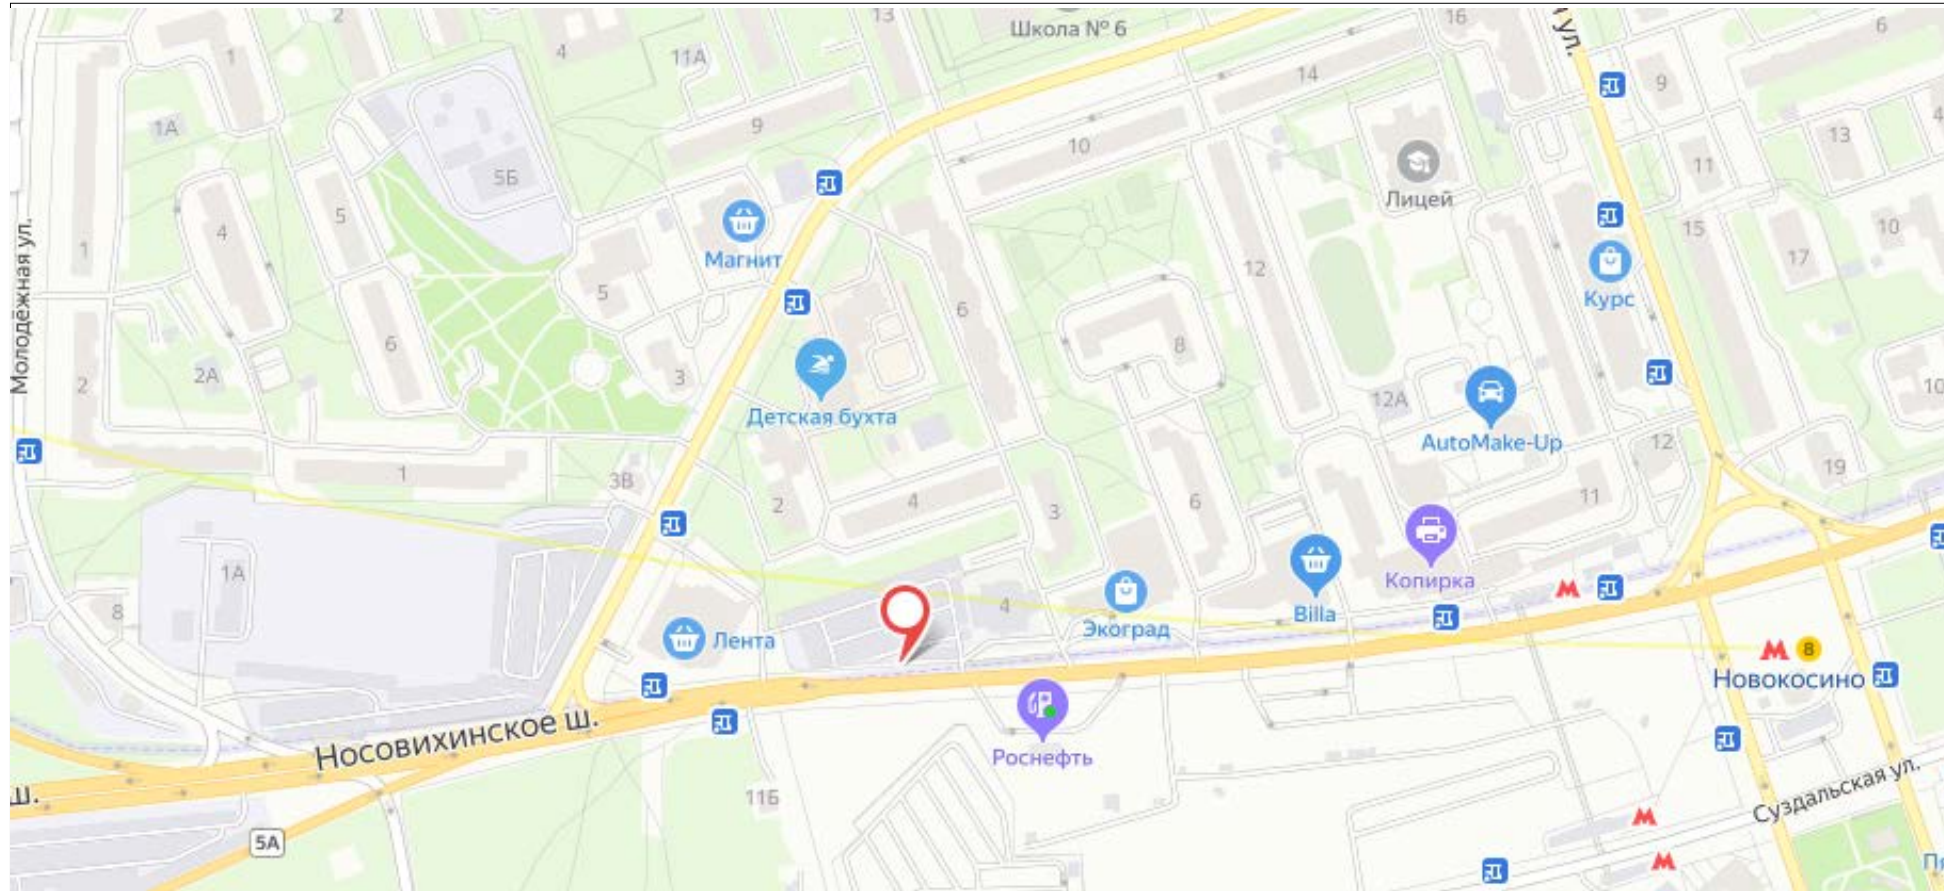 2
4
11А
13
Школа № 6
16
н ул.
6
1
14
9
1А
9
10
13
4
5Б
Лицей
11
4
5
Магнит
15
10
1
5
12
17
Курс
Молодёжная ул.
6
6
8
2А
3
2
12А
10
Детская бухта
AutoMake-Up
12
19
1
3В
2
4
3
6
11
1А
Копирка
8
4
Экоград
Billa
Лента
8
Новокосино
Носовихинское ш.
Роснефть
ш.
11Б
Суздальская ул.
5А